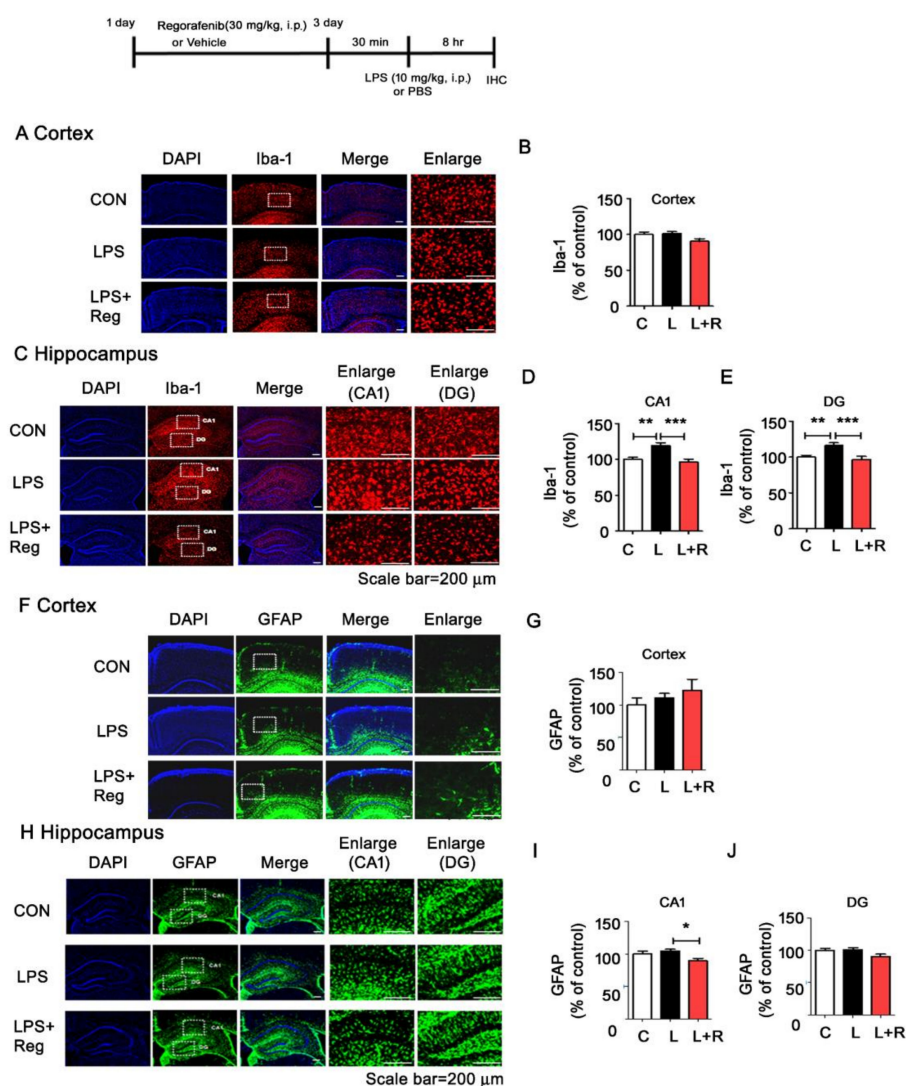 1 day Regorafenib(30 mg/kg, i.p.) 3 day
or Vehicle 30 min 8 hr
LPS (10 mg/kg, i.p.) IHC
or PBS
A Cortex
DAPI Iba-1 Merge Enlarge
CON
LPS
LPS+
Reg
B
Cortex
Iba-1
(% of control)
150
100
50
0
C L L+R
C Hippocampus
DAPI Iba-1 Merge Enlarge
(CA1) Enlarge
(DG)
CON
CA1
DG
LPS
CA1
DG
LPS+
Reg
CA1
DG
Scale bar=200 μm
D
CA1
** ***
Iba-1
(% of control)
150
100
50
0
C L L+R
E
DG
** ***
Iba-1
(% of control)
150
100
50
0
C L L+R
F Cortex
DAPI GFAP Merge Enlarge
CON
LPS
LPS+
Reg
G
Cortex
GFAP
(% of control)
150
100
50
0
C L L+R
H Hippocampus
DAPI GFAP Merge Enlarge
(CA1) Enlarge
(DG)
CON
CA1
DG
LPS
CA1
DG
LPS+
Reg
CA1
DG
Scale bar=200 μm
I
CA1
*
GFAP
(% of control)
150
100
50
0
C L L+R
J
DG
GFAP
(% of control)
150
100
50
0
C L L+R